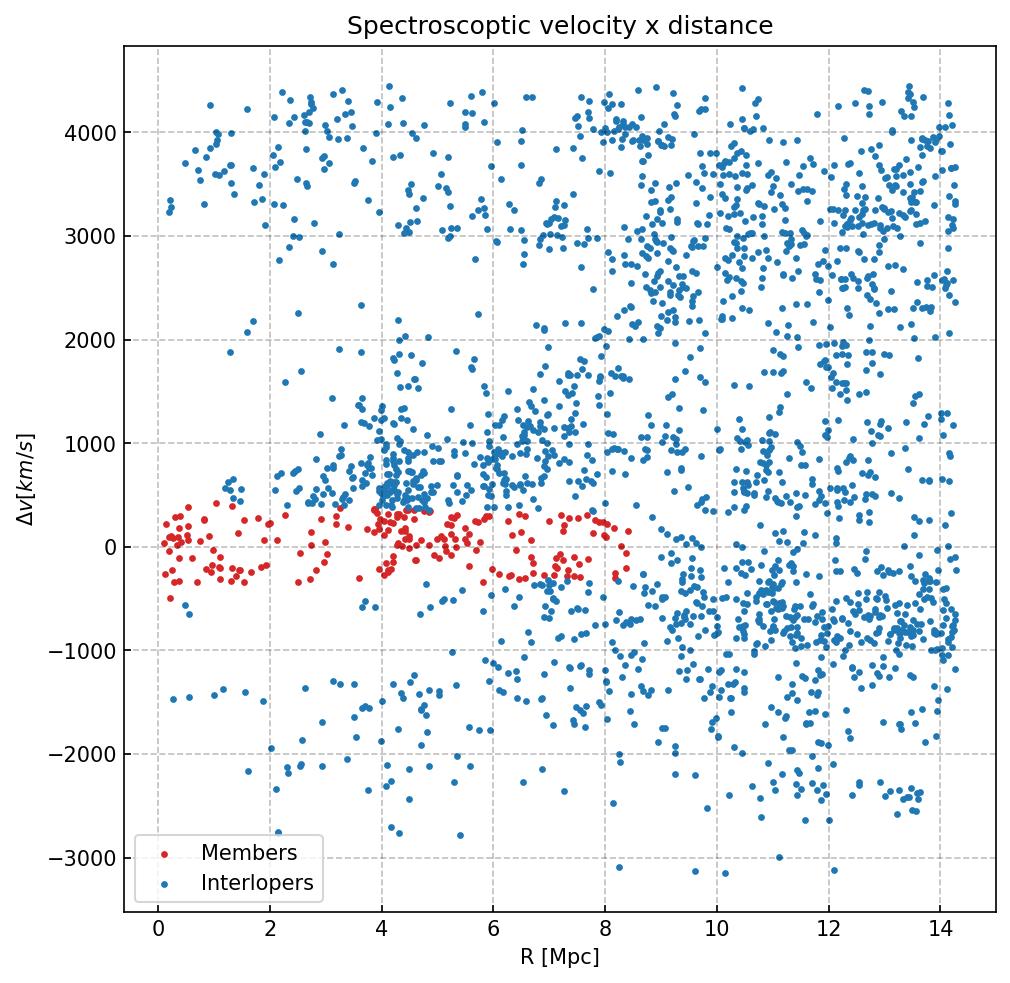 Spectroscoptic velocity x distance
4000
3000
2000
1000
0
−1000
−2000
−3000
Δv[km/s]
Members
Interlopers
0 2 4 6 8 10 12 14
R [Mpc]